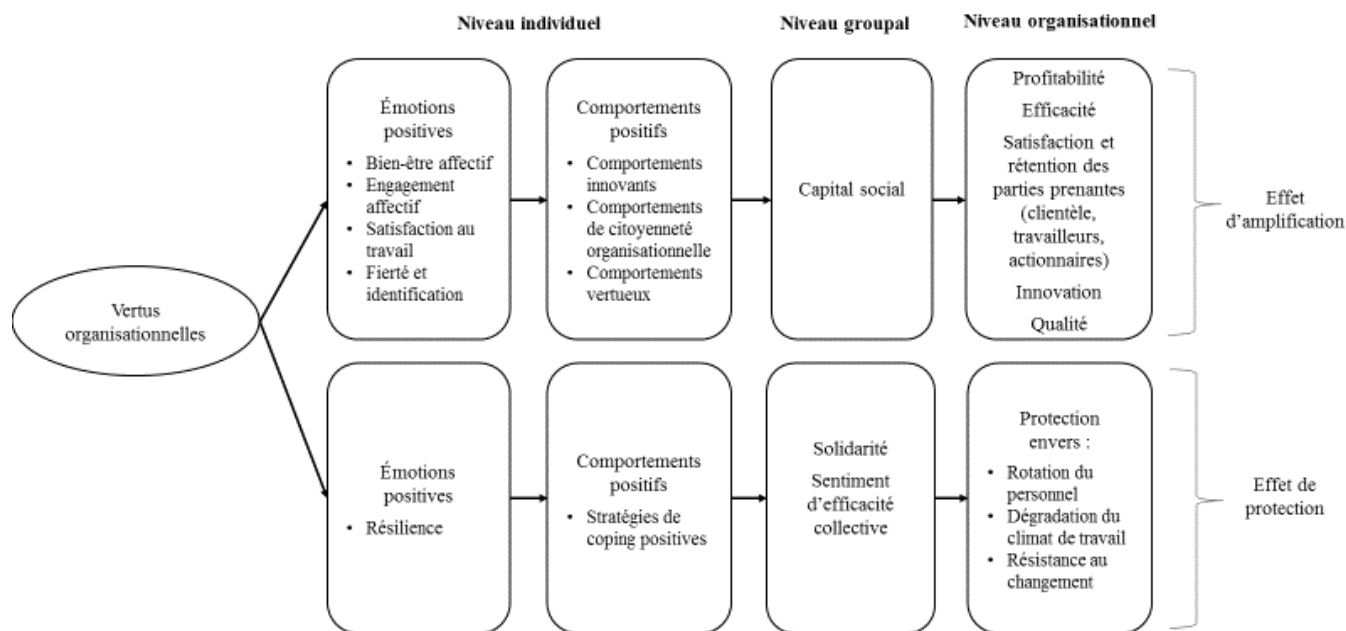 Niveau individuel
Niveau groupal
Niveau organisationnel
Vertus
organisationnelles
Émotions
positives
• Bien-être affectif
• Engagement
affectif
• Satisfaction au
travail
• Fierté et
identification
Comportements
positifs
• Comportements
innovants
• Comportements
de citoyenneté
organisationnelle
• Comportements
vertueux
Capital social
Profitabilité
Efficacité
Satisfaction et
rétention des
parties prenantes
(clientèle,
travailleurs,
actionnaires)
Innovation
Qualité
Effet
d’amplification
Émotions
positives
• Résilience
Comportements
positifs
• Stratégies de
coping positives
Solidarité
Sentiment
d’efficacité
collective
Protection
envers :
• Rotation du
personnel
• Dégradation du
climat de travail
• Résistance au
changement
Effet de
protection